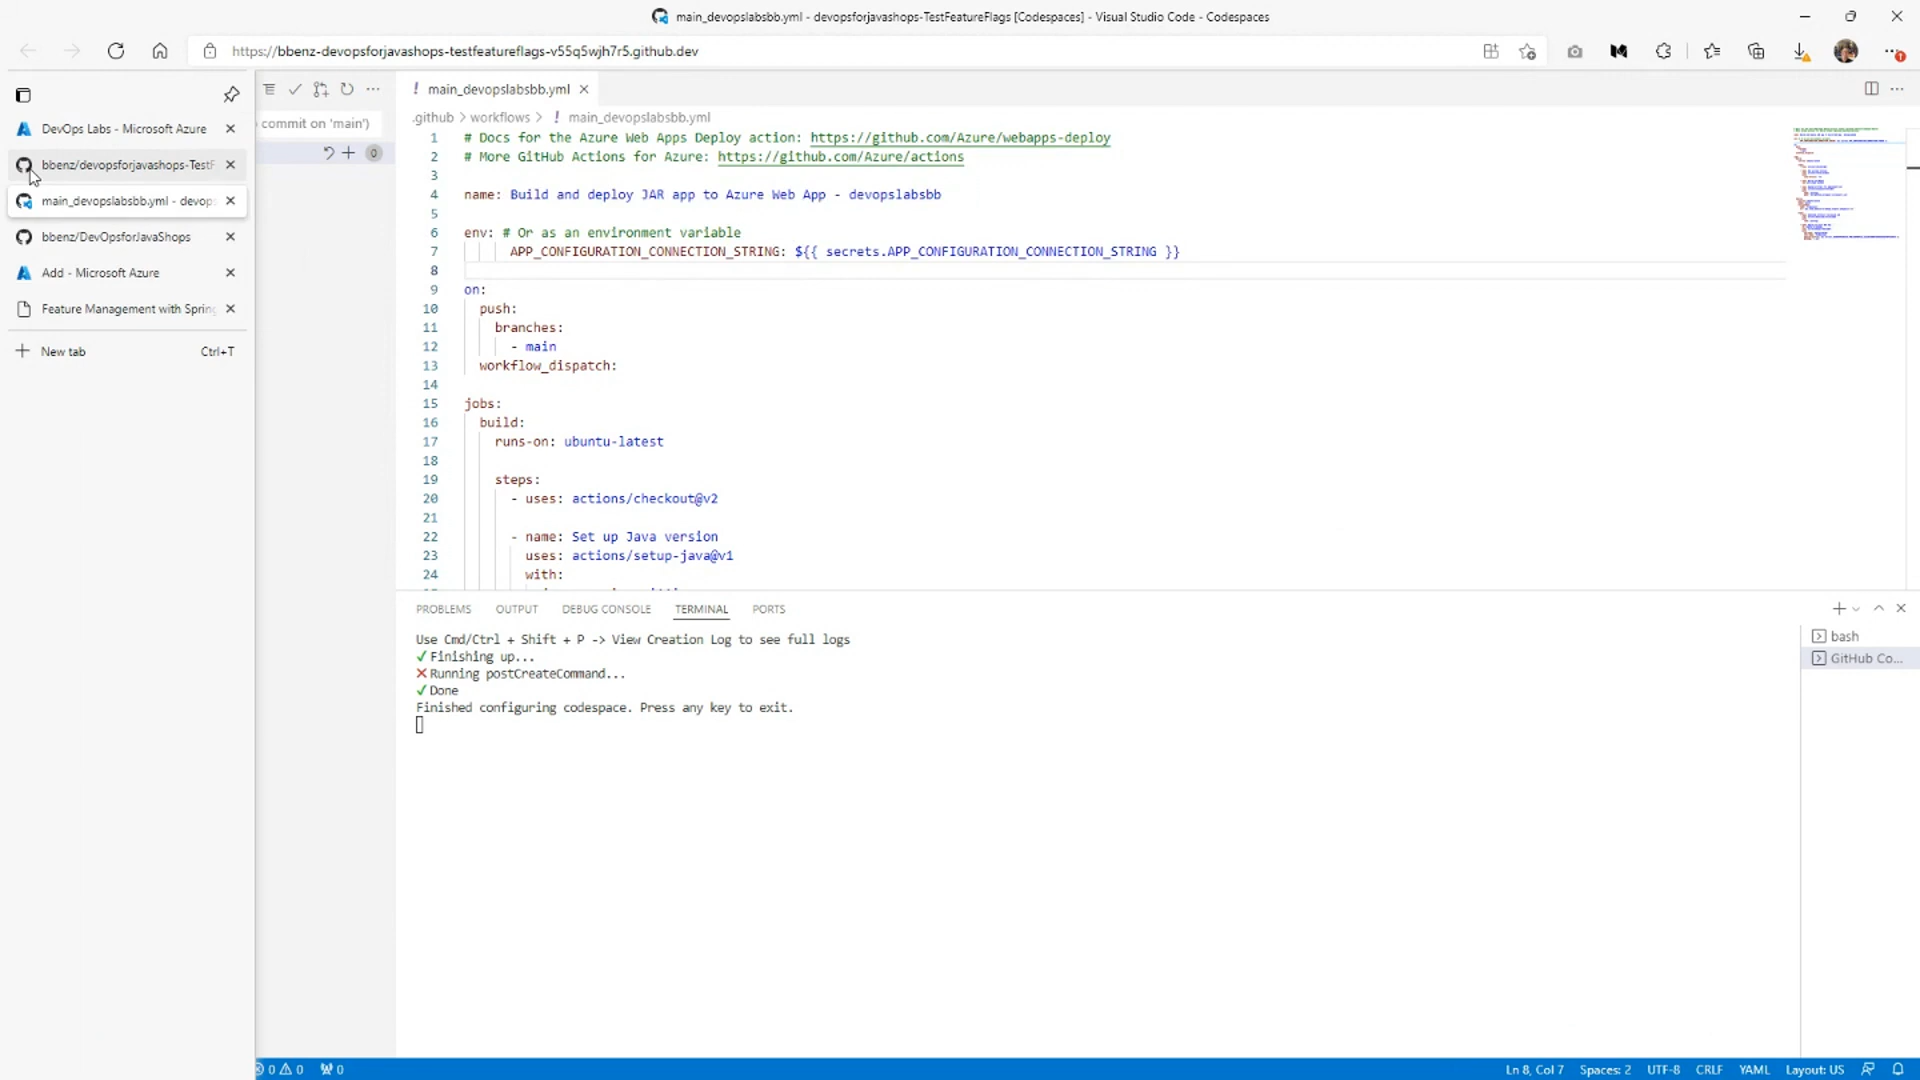 main_devopslabsbb.yml - devopsforjavashops-TestFeatureFlags [Codespaces] - Visual Studio Code - Codespaces
https://bbenz-devopsforjavashops-testfeatureflags-v55q5wjh7r5.github.dev
DevOps Labs - Microsoft Azure
bbenz/devopsforjavashops-TestF
main_devopslabsbb.yml - devops
bbenz/DevOpsforJavaShops
Add - Microsoft Azure
Feature Management with Spring
New tab Ctrl+T
commit on 'main')
0
! main_devopslabsbb.yml
.github > workflows > ! main_devopslabsbb.yml
1 # Docs for the Azure Web Apps Deploy action: https://github.com/Azure/webapps-deploy
2 # More GitHub Actions for Azure: https://github.com/Azure/actions
3
4 name: Build and deploy JAR app to Azure Web App - devopslabsbb
5
6 env: # Or as an environment variable
7 APP_CONFIGURATION_CONNECTION_STRING: ${{ secrets.APP_CONFIGURATION_CONNECTION_STRING }}
8
9 on:
10 push:
11 branches:
12 - main
13 workflow_dispatch:
14
15 jobs:
16 build:
17 runs-on: ubuntu-latest
18
19 steps:
20 - uses: actions/checkout@v2
21
22 - name: Set up Java version
23 uses: actions/setup-java@v1
24 with:
PROBLEMS OUTPUT DEBUG CONSOLE TERMINAL PORTS
Use Cmd/Ctrl + Shift + P -> View Creation Log to see full logs
✓Finishing up...
✗Running postCreateCommand...
✓Done
Finished configuring codespace. Press any key to exit.
bash
GitHub Co...
0 0 0
Ln 8, Col 7 Spaces: 2 UTF-8 CRLF YAML Layout: US